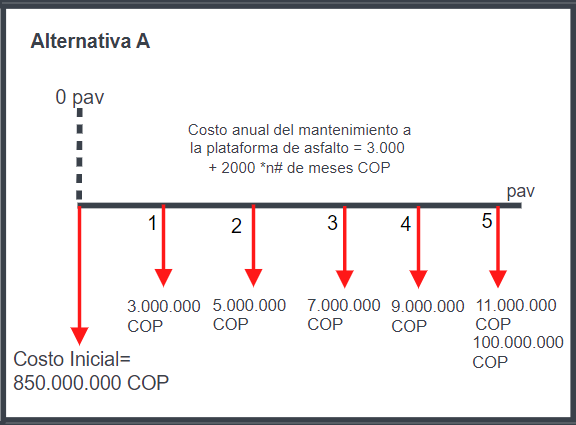 Alternativa A
0 pav
Costo anual del mantenimiento a
la plataforma de asfalto = 3.000
+ 2000 *n# de meses COP
pav
1
2
3
4
5
3.000.000
COP
5.000.000
COP
7.000.000
COP
9.000.000
COP
11.000.000
COP
100.000.000
COP
Costo Inicial=
850.000.000 COP